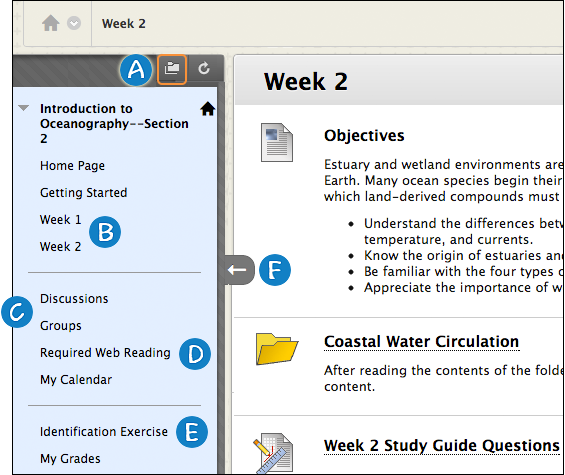 Week 2
A
Introduction to
Oceanography--Section
2
Home Page
Getting Started
Week 1
B
Week 2
C
Discussions
Groups
Required Web Reading
D
My Calendar
Identification Exercise
E
My Grades
F
Week 2
Objectives
Estuary and wetland environments are
Earth. Many ocean species begin their
which land-derived compounds must
• Understand the differences betw
temperature, and currents.
• Know the origin of estuaries and
• Be familiar with the four types o
• Appreciate the importance of w
Coastal Water Circulation
After reading the contents of the folde
content.
Week 2 Study Guide Questions